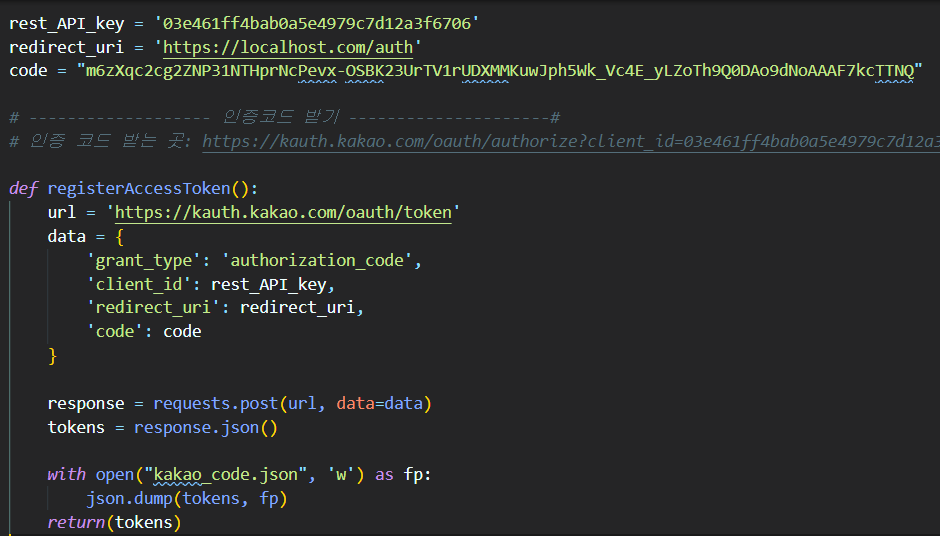 rest_API_key = '03e461ff4bab0a5e4979c7d12a3f6706'
redirect_uri = 'https://localhost.com/auth'
code = "m6zXqc2cg2ZNP31NTHprNcPevx-OSBK23UrTV1rUDXMMKuwJph5Wk_Vc4E_yLZoTh9Q0DAo9dNoAAAF7kcTTNQ"
# ------------------- 인증코드 받기 ---------------------#
# 인증 코드 받는 곳: https://kauth.kakao.com/oauth/authorize?client_id=03e461ff4bab0a5e4979c7d12a3
def registerAccessToken():
    url = 'https://kauth.kakao.com/oauth/token'
    data = {
        'grant_type': 'authorization_code',
        'client_id': rest_API_key,
        'redirect_uri': redirect_uri,
        'code': code
    }
    response = requests.post(url, data=data)
    tokens = response.json()
    with open("kakao_code.json", 'w') as fp:
        json.dump(tokens, fp)
    return(tokens)